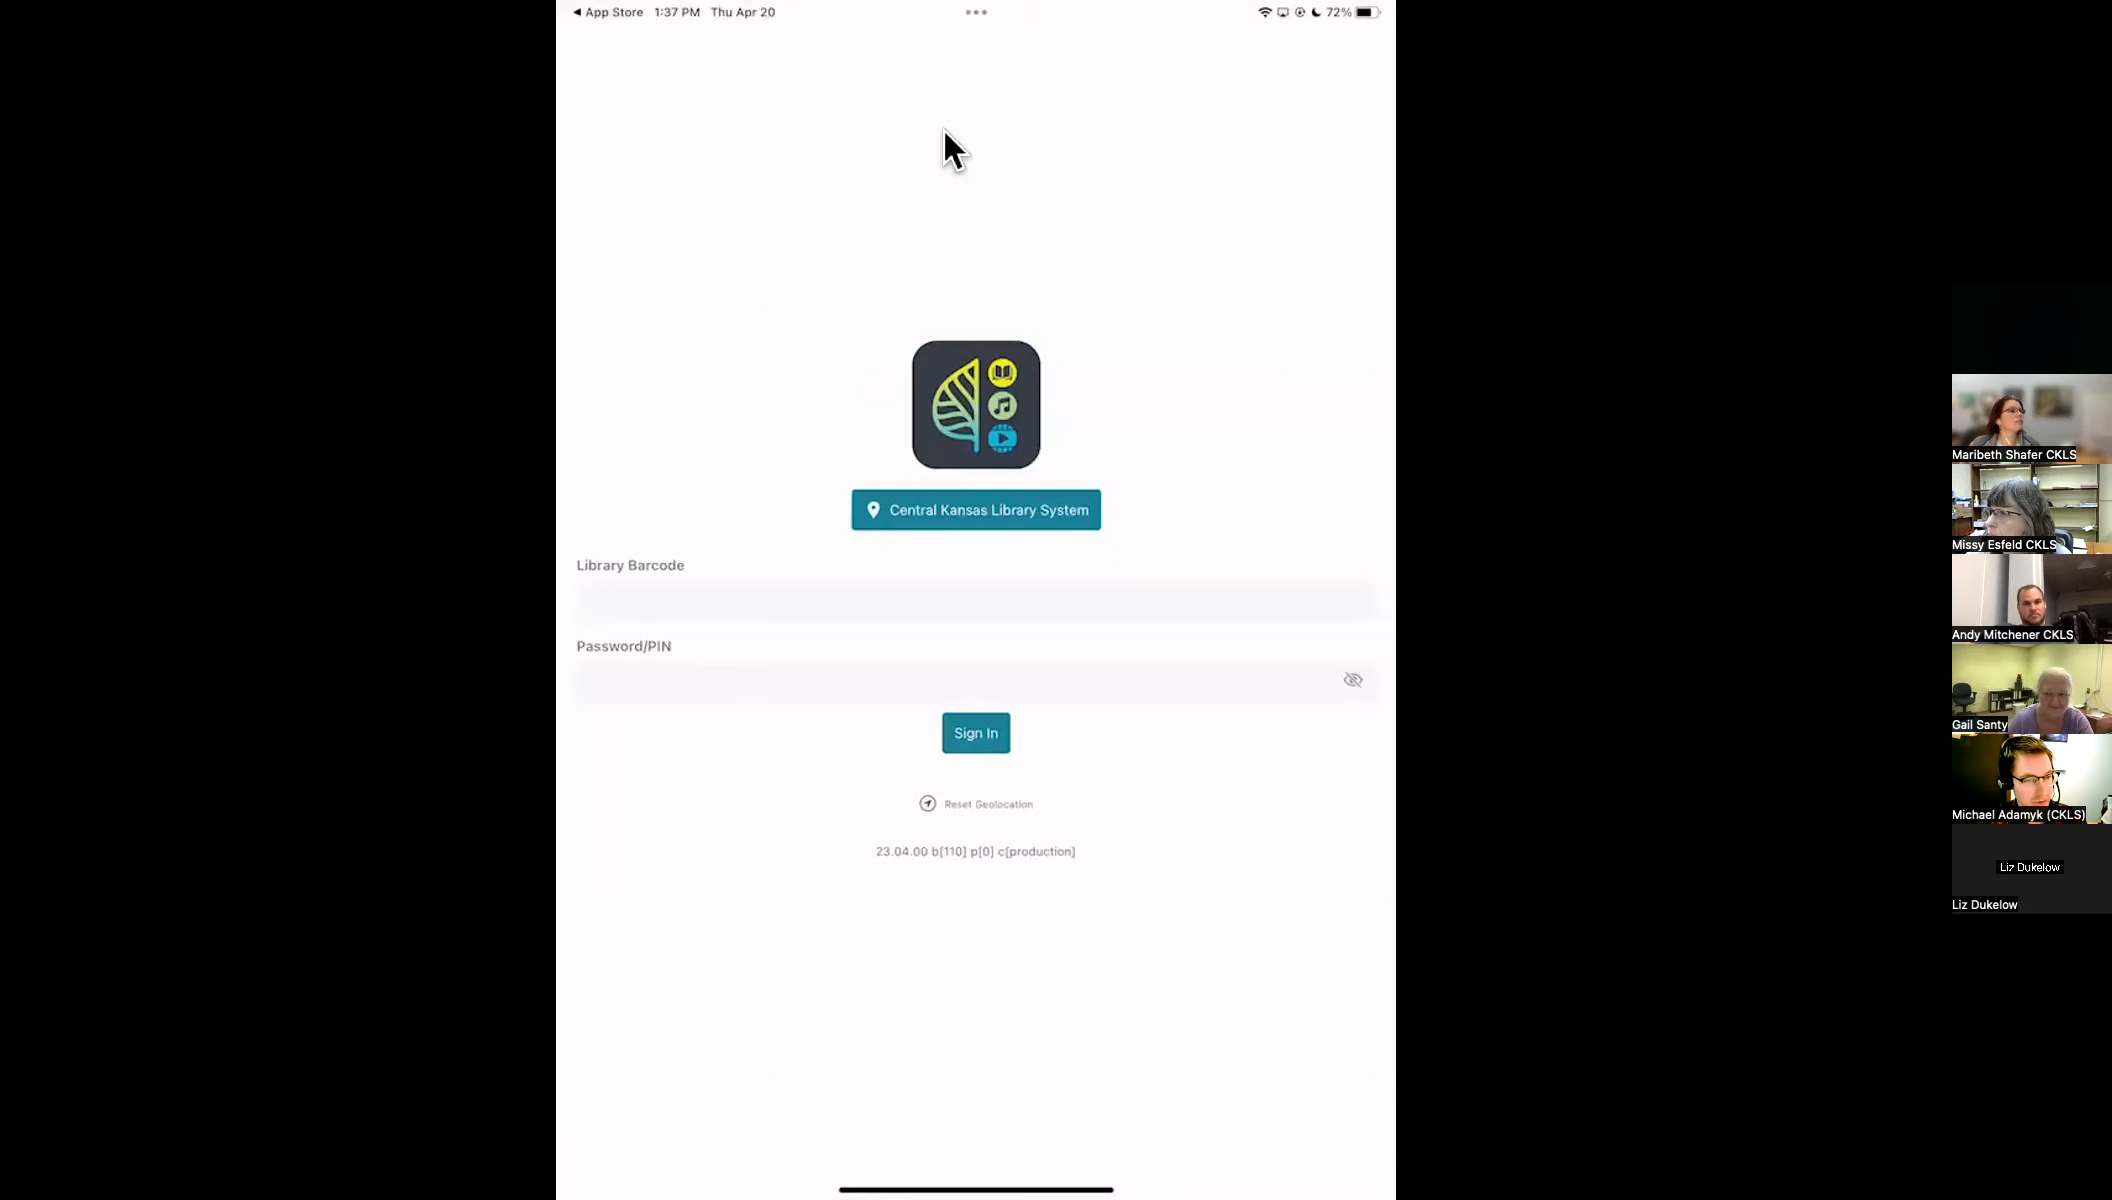 ◀ App Store 1:37 PM Thu Apr 20
72%
Central Kansas Library System
Library Barcode
Password/PIN
Sign In
Reset Geolocation
23.04.00 b[110] p[0] c[production]
Maribeth Shafer CKLS
Missy Esfeld CKLS
Andy Mitchener CKLS
Gail Santy
Michael Adamyk (CKLS)
Liz Dukelow
Liz Dukelow